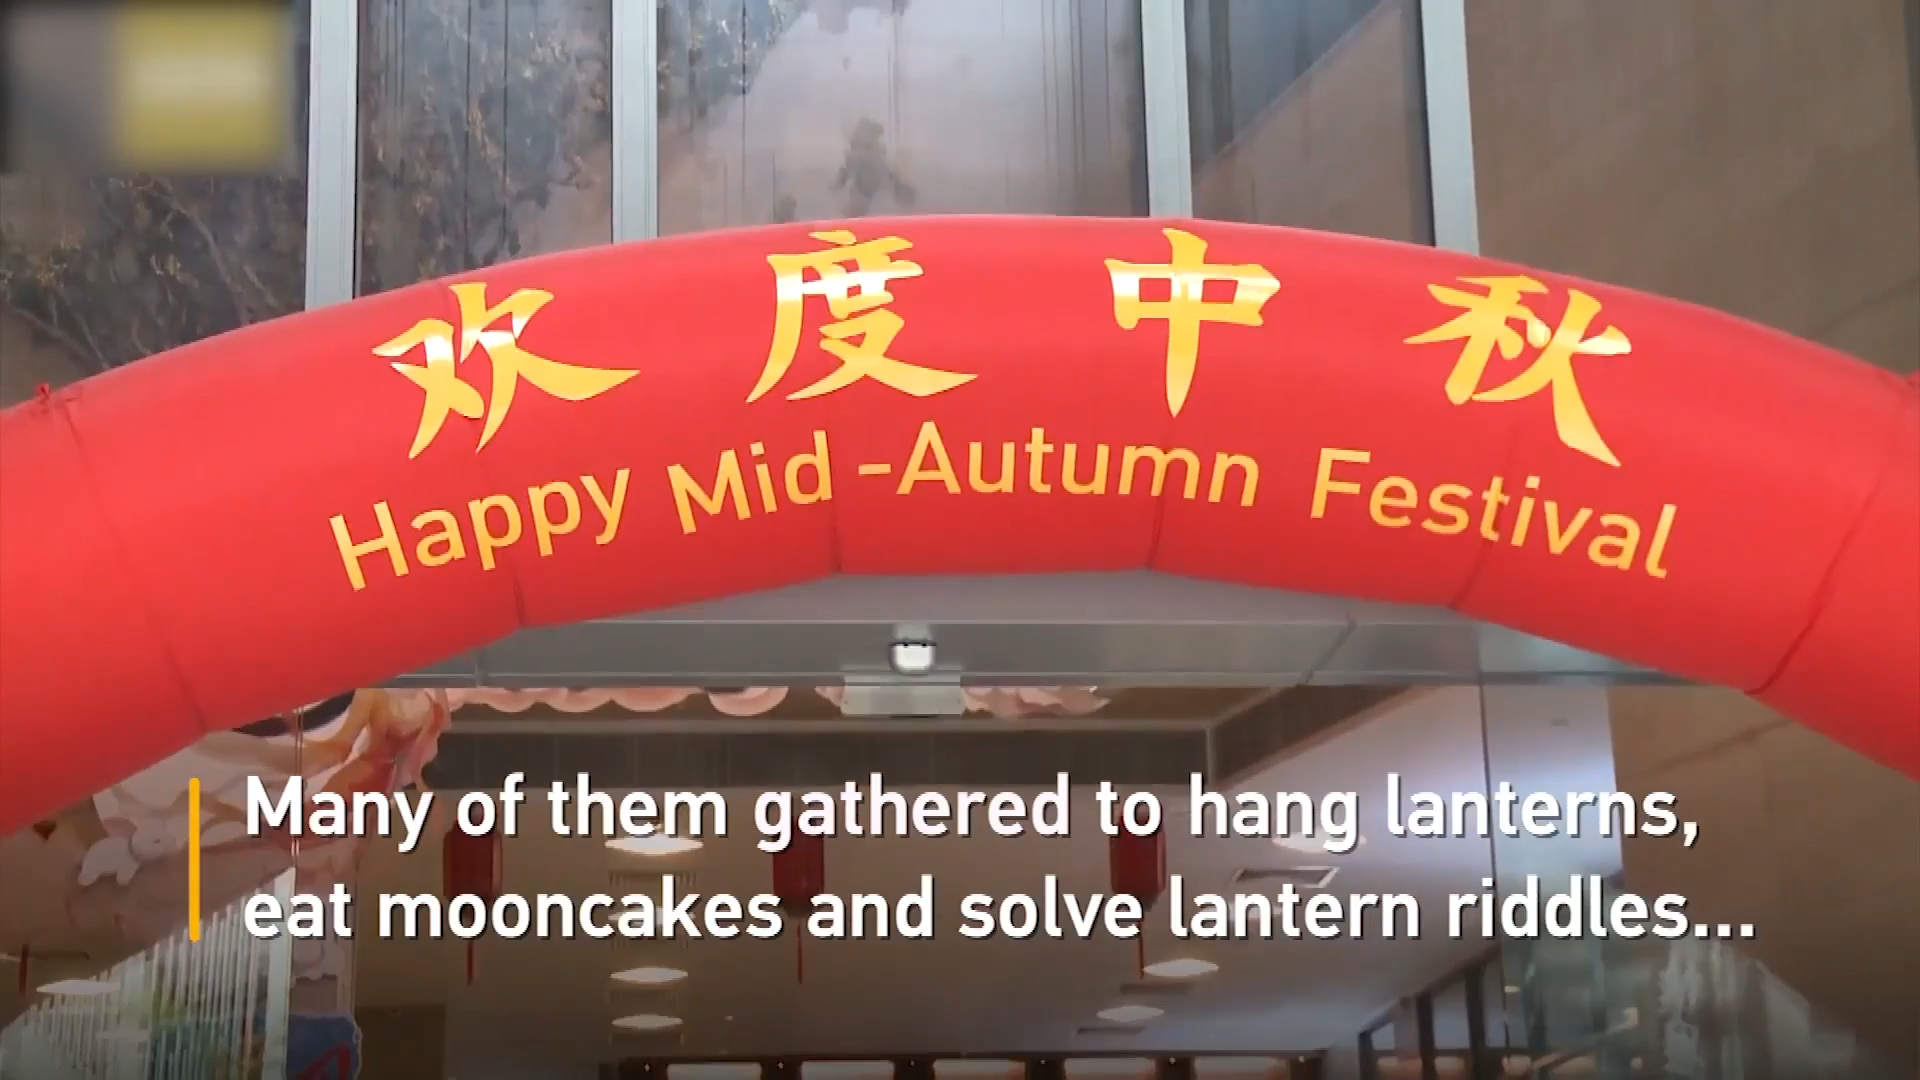 欢度中秋
Happy Mid-Autumn Festival
Many of them gathered to hang lanterns,
eat mooncakes and solve lantern riddles...